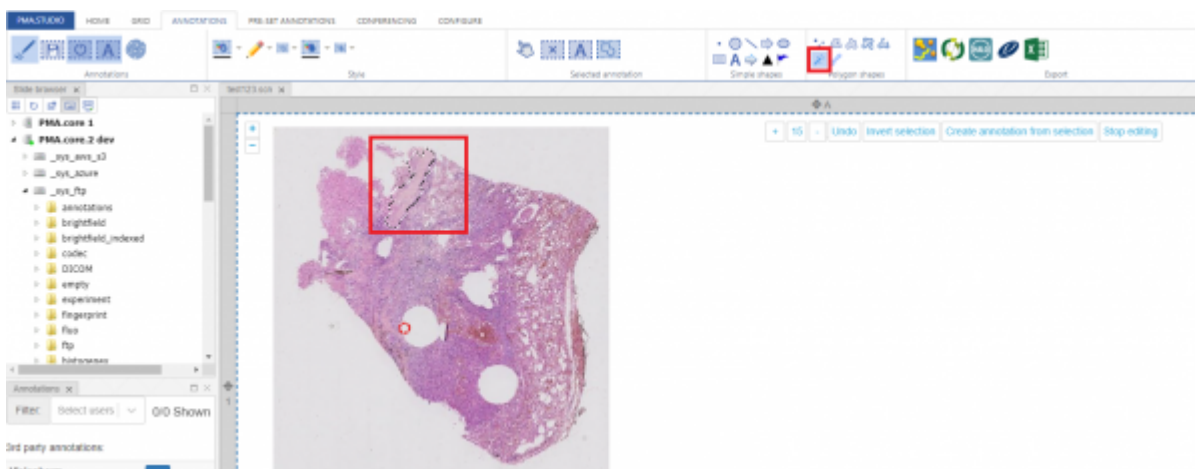 PMA.STUDIO HOME GRID ANNOTATIONS PRE-SET ANNOTATIONS CONFERENCING CONFIGURE
Annotations Style Selected annotation Simple shapes Polygon shapes Export
Slide browser
PMA.core 1
PMA.core.2 dev
_sys_aws_s3
_sys_azure
_sys_ftp
annotations
brightfield
brightfield_indexed
codec
DICOM
empty
experiment
fingerprint
fluo
ftp
histogenes
A
+ 15 - Undo Invert selection Create annotation from selection Stop editing
+
-
1
Annotations
Filter: Select users 0/0 Shown
3rd party annotations: